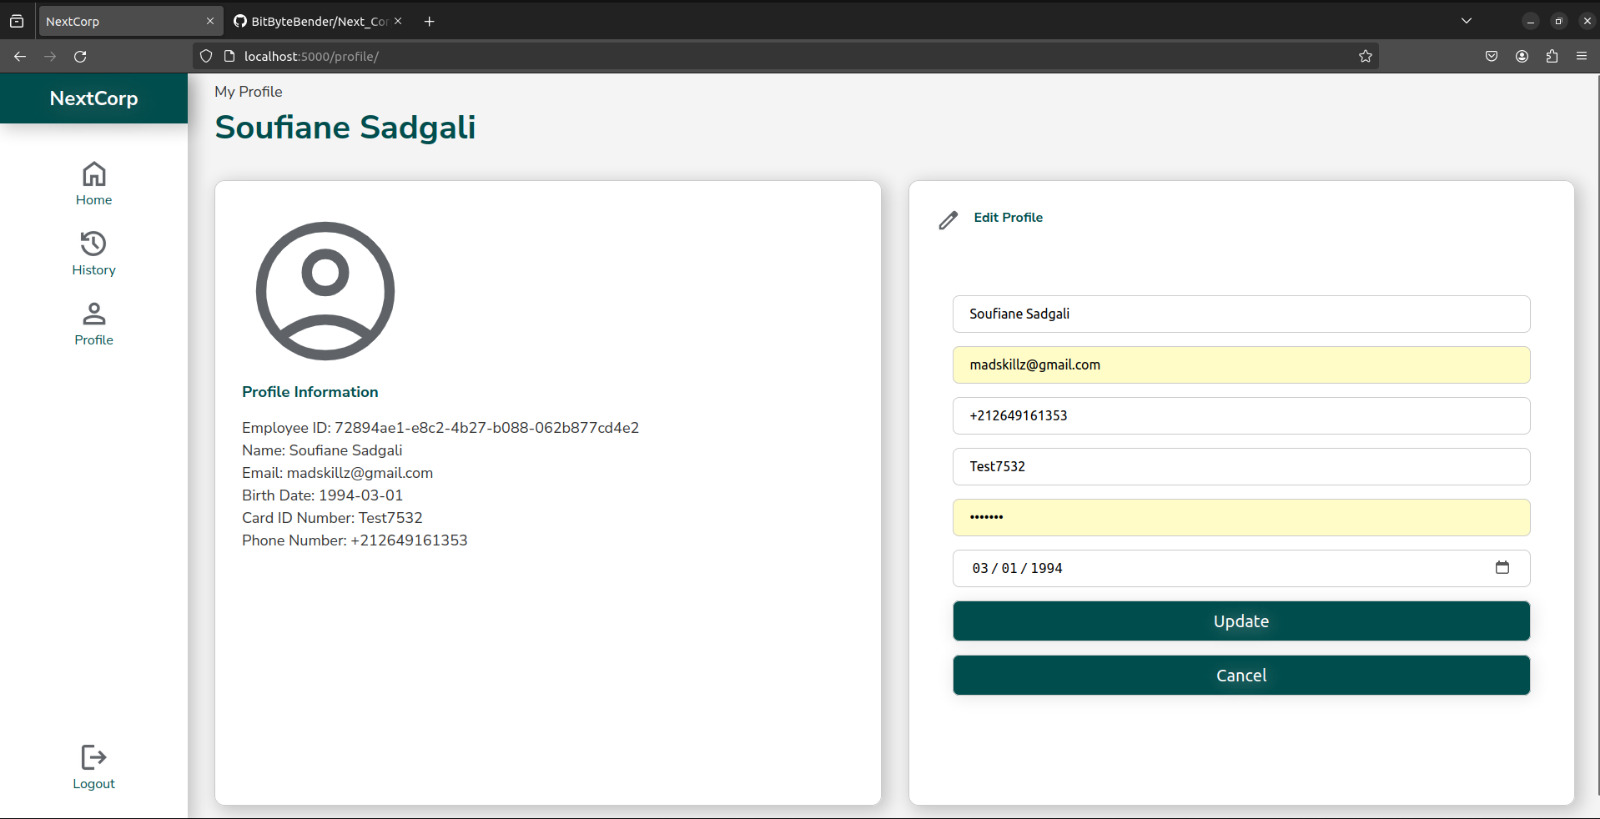 NextCorp
BitByteBender/Next_Cor
localhost:5000/profile/
NextCorp
Home
History
Profile
Logout
My Profile
Soufiane Sadgali
Profile Information
Employee ID: 72894ae1-e8c2-4b27-b088-062b877cd4e2
Name: Soufiane Sadgali
Email: madskillz@gmail.com
Birth Date: 1994-03-01
Card ID Number: Test7532
Phone Number: +212649161353
Edit Profile
Soufiane Sadgali
madskillz@gmail.com
+212649161353
Test7532
•••••••
03 / 01 / 1994
Update
Cancel